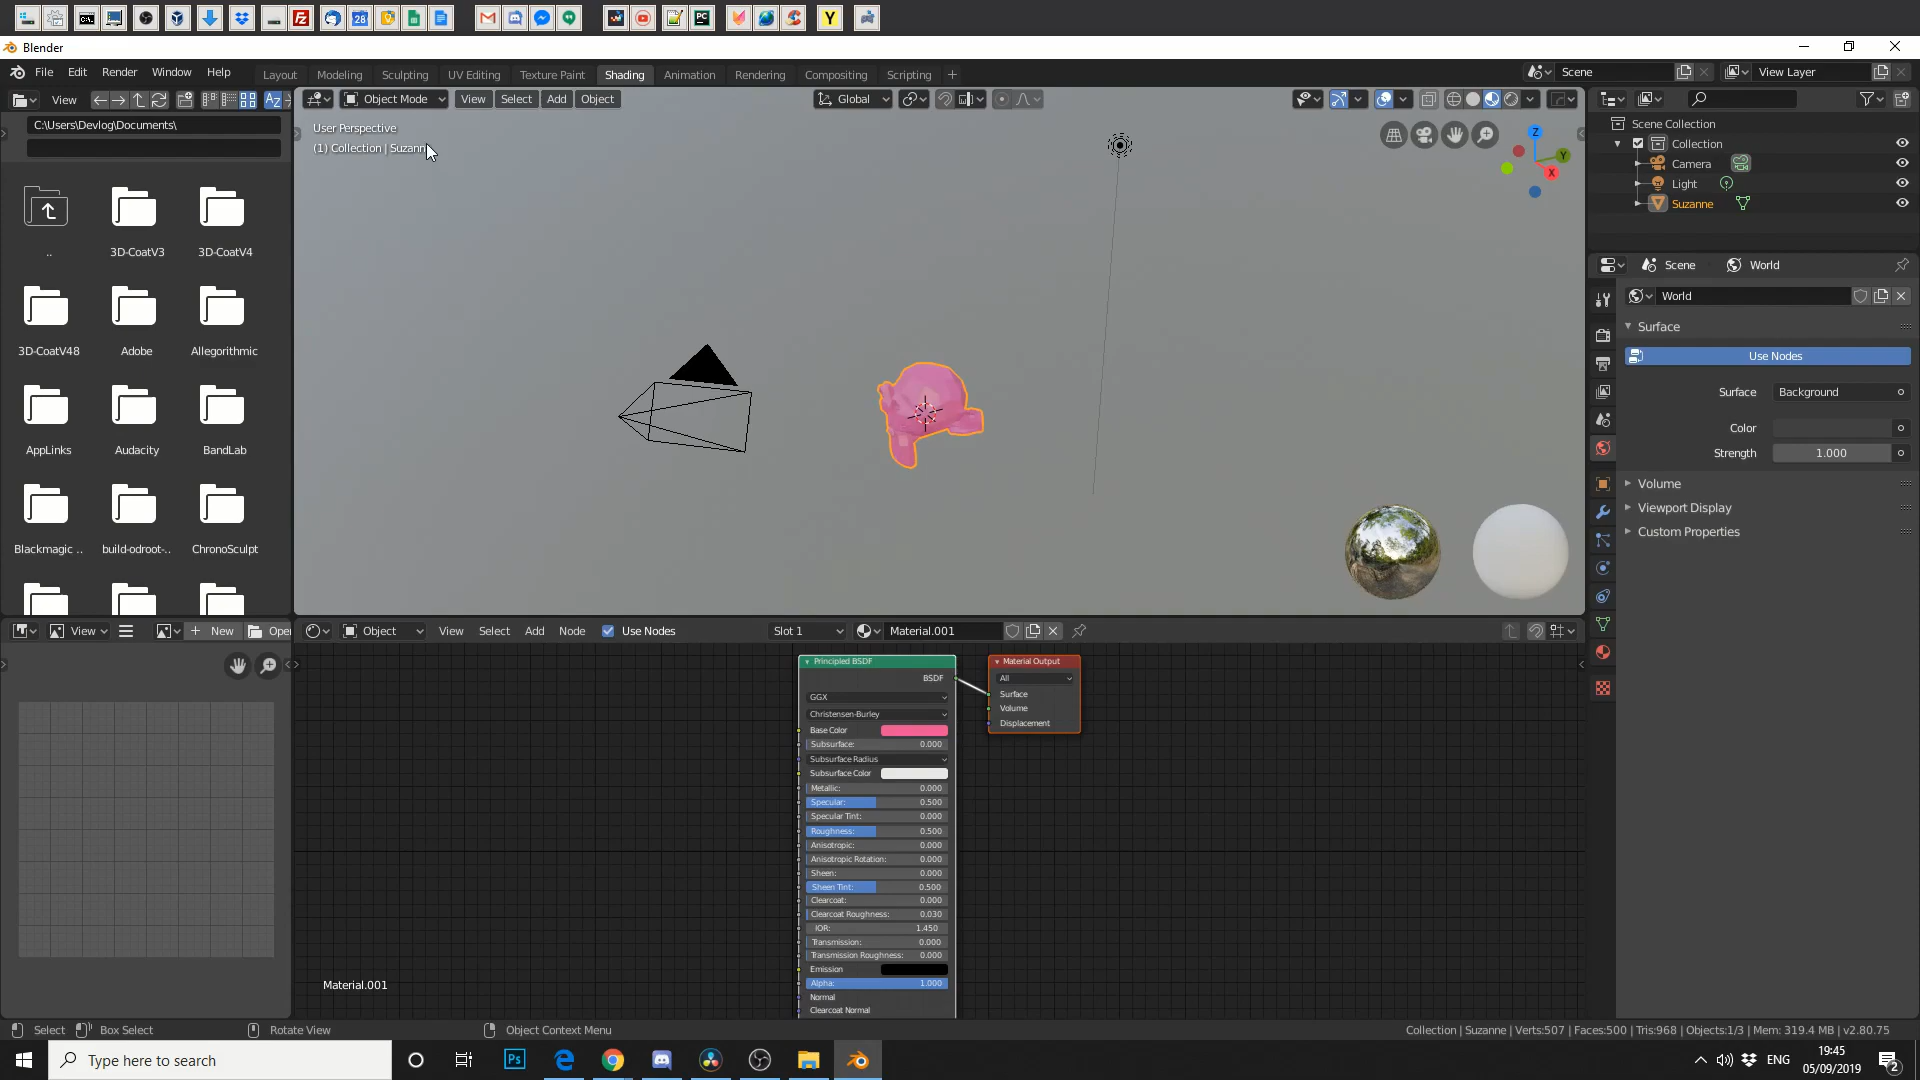 Blender
File Edit Render Window Help
Layout Modeling Sculpting UV Editing Texture Paint Shading Animation Rendering Compositing Scripting +
Scene
View Layer
View
C:\Users\Devlog\Documents\
..
3D-CoatV3
3D-CoatV4
3D-CoatV48
Adobe
Allegorithmic
AppLinks
Audacity
BandLab
Blackmagic ..
build-odroot-..
ChronoSculpt
Object Mode View Select Add Object
Global
User Perspective
(1) Collection | Suzanne
Z
Y
X
Scene Collection
Collection
Camera
Light
Suzanne
Scene World
World
Surface
Use Nodes
Surface Background
Color
Strength 1.000
Volume
Viewport Display
Custom Properties
View
New
Open
Object View Select Add Node Use Nodes
Slot 1
Material.001
Principled BSDF
BSDF
GGX
Christensen-Burley
Base Color
Subsurface: 0.000
Subsurface Radius
Subsurface Color
Metallic: 0.000
Specular: 0.500
Specular Tint: 0.000
Roughness: 0.500
Anisotropic: 0.000
Anisotropic Rotation: 0.000
Sheen: 0.000
Sheen Tint: 0.500
Clearcoat: 0.000
Clearcoat Roughness: 0.030
IOR: 1.450
Transmission: 0.000
Transmission Roughness: 0.000
Emission
Alpha: 1.000
Normal
Clearcoat Normal
Material Output
All
Surface
Volume
Displacement
Material.001
Select
Box Select
Rotate View
Object Context Menu
Collection | Suzanne | Verts:507 | Faces:500 | Tris:968 | Objects:1/3 | Mem: 319.4 MB | v2.80.75
Type here to search
Ps
ENG
19:45
05/09/2019
2